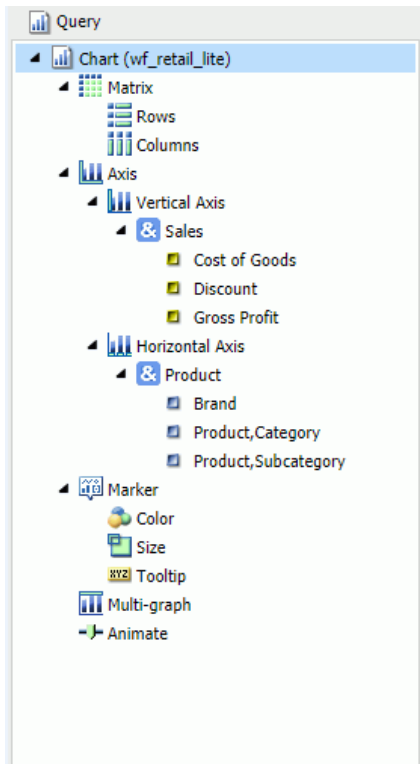 Query
Chart (wf_retail_lite)
Matrix
Rows
Columns
Axis
Vertical Axis
& Sales
Cost of Goods
Discount
Gross Profit
Horizontal Axis
& Product
Brand
Product,Category
Product,Subcategory
Marker
Color
Size
XYZ Tooltip
Multi-graph
Animate